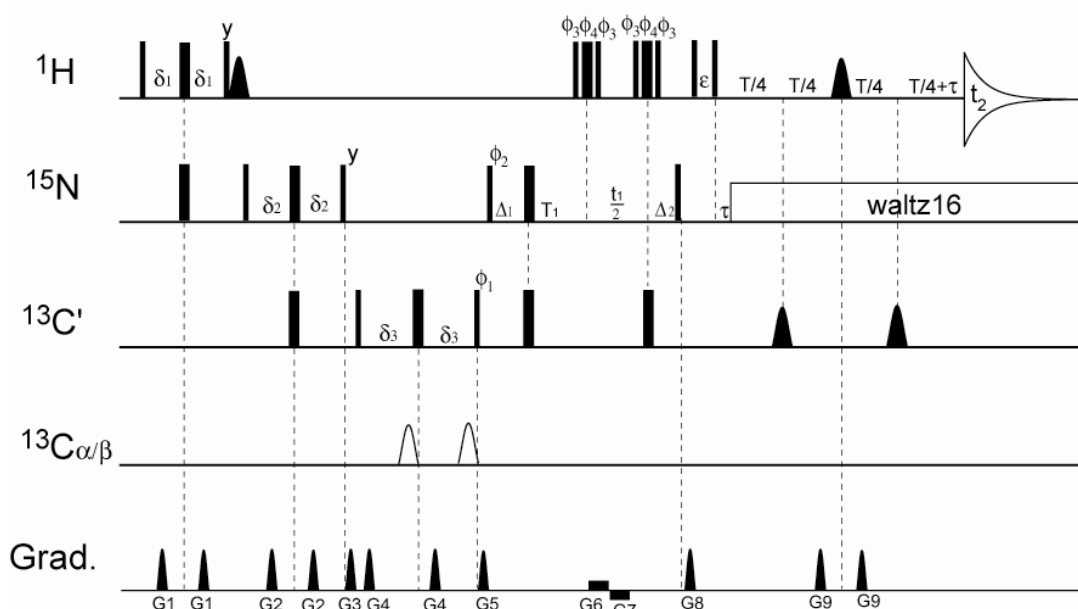 ϕ₃ϕ₄ϕ₃ ϕ₃ϕ₄ϕ₃
y
¹H δ₁ δ₁ ε T/4 T/4 T/4 T/4+τ t₂
y ϕ₂
¹⁵N δ₂ δ₂ Δ₁ T₁ t₁/2 Δ₂ τ waltz16
ϕ₁
¹³C' δ₃ δ₃
¹³Cα/β
Grad.
G1 G1 G2 G2 G3 G4 G4 G5 G6 G7 G8 G9 G9